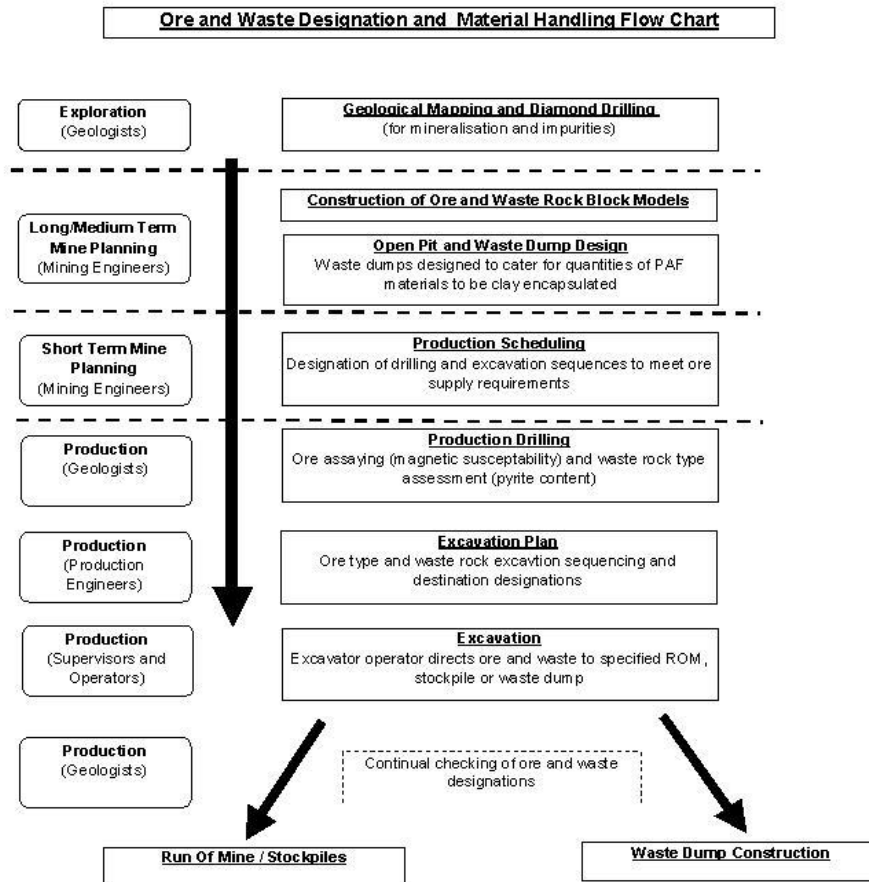 Ore and Waste Designation and Material Handling Flow Chart
Exploration
(Geologists)
Geological Mapping and Diamond Drilling
(for mineralisation and impurities)
Construction of Ore and Waste Rock Block Models
Long/Medium Term
Mine Planning
(Mining Engineers)
Open Pit and Waste Dump Design
Waste dumps designed to cater for quantities of PAF
materials to be clay encapsulated
Short Term Mine
Planning
(Mining Engineers)
Production Scheduling
Designation of drilling and excavation sequences to meet ore
supply requirements
Production
(Geologists)
Production Drilling
Ore assaying (magnetic susceptability) and waste rock type
assessment (pyrite content)
Production
(Production
Engineers)
Excavation Plan
Ore type and waste rock excavtion sequencing and
destination designations
Production
(Supervisors and
Operators)
Excavation
Excavator operator directs ore and waste to specified ROM,
stockpile or waste dump
Production
(Geologists)
Continual checking of ore and waste
designations
Run Of Mine / Stockpiles
Waste Dump Construction